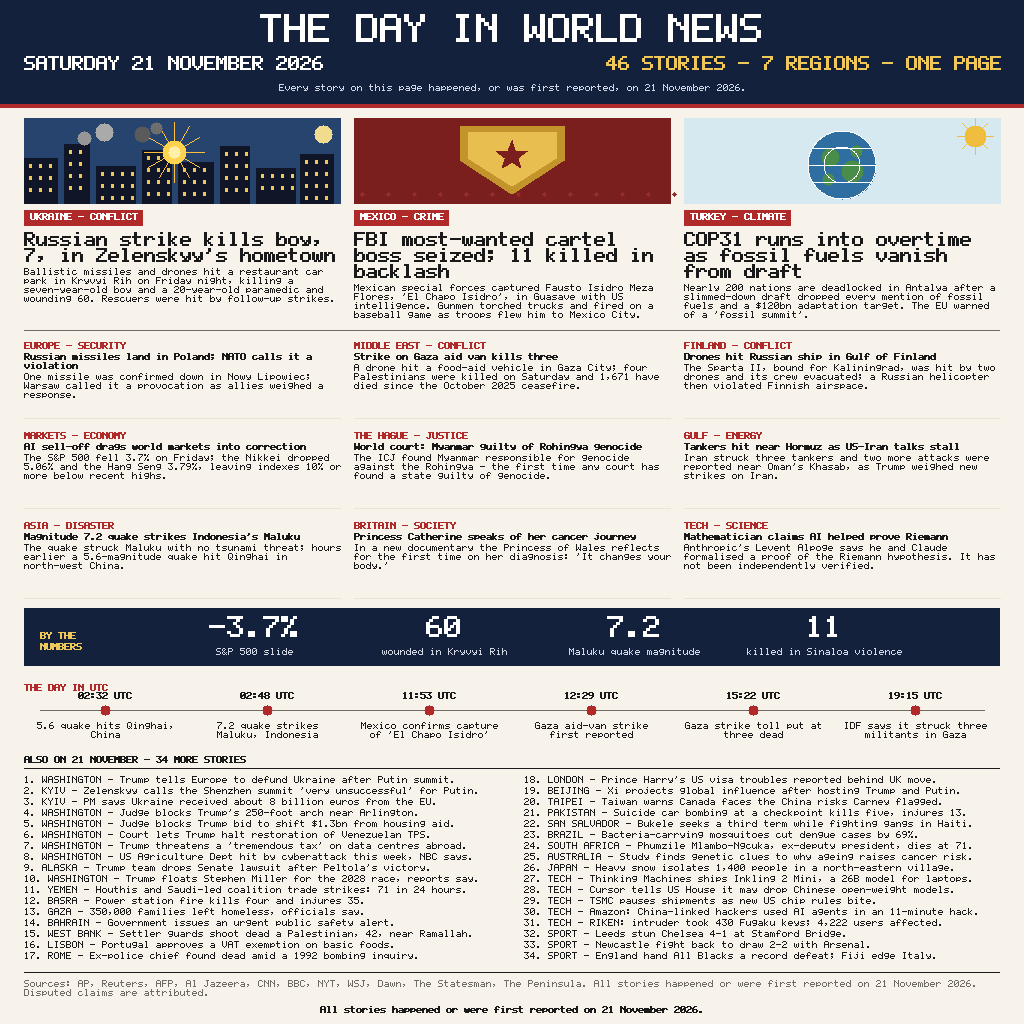 THE DAY IN WORLD NEWS
SATURDAY 21 NOVEMBER 2026
46 STORIES – 7 REGIONS – ONE PAGE
Every story on this page happened, or was first reported, on 21 November 2026.
UKRAINE – CONFLICT
Russian strike kills boy,
7, in Zelenskyy's hometown
Ballistic missiles and drones hit a restaurant car
park in Kryvyi Rih on Friday night, killing a
seven-year-old boy and a 20-year-old paramedic and
wounding 60. Rescuers were hit by follow-up strikes.
MEXICO – CRIME
FBI most-wanted cartel
boss seized; 11 killed in
backlash
Mexican special forces captured Fausto Isidro Meza
Flores, 'El Chapo Isidro', in Guasave with US
intelligence. Gunmen torched trucks and fired on a
baseball game as troops flew him to Mexico City.
TURKEY – CLIMATE
COP31 runs into overtime
as fossil fuels vanish
from draft
Nearly 200 nations are deadlocked in Antalya after a
slimmed-down draft dropped every mention of fossil
fuels and a $120bn adaptation target. The EU warned
of a 'fossil summit'.
EUROPE – SECURITY
Russian missiles land in Poland; NATO calls it a
violation
One missile was confirmed down in Nowy Lipowiec;
Warsaw called it a provocation as allies weighed a
response.
MIDDLE EAST – CONFLICT
Strike on Gaza aid van kills three
A drone hit a food-aid vehicle in Gaza City; four
Palestinians were killed on Saturday and 1,671 have
died since the October 2025 ceasefire.
FINLAND – CONFLICT
Drones hit Russian ship in Gulf of Finland
The Sparta II, bound for Kaliningrad, was hit by two
drones and its crew evacuated; a Russian helicopter
then violated Finnish airspace.
MARKETS – ECONOMY
AI sell-off drags world markets into correction
The S&P 500 fell 3.7% on Friday; the Nikkei dropped
5.06% and the Hang Seng 3.79%, leaving indexes 10% or
more below recent highs.
THE HAGUE – JUSTICE
World court: Myanmar guilty of Rohingya genocide
The ICJ found Myanmar responsible for genocide
against the Rohingya – the first time any court has
found a state guilty of genocide.
GULF – ENERGY
Tankers hit near Hormuz as US-Iran talks stall
Iran struck three tankers and two more attacks were
reported near Oman's Khasab, as Trump weighed new
strikes on Iran.
ASIA – DISASTER
Magnitude 7.2 quake strikes Indonesia's Maluku
The quake struck Maluku with no tsunami threat; hours
earlier a 5.6-magnitude quake hit Qinghai in
north-west China.
BRITAIN – SOCIETY
Princess Catherine speaks of her cancer journey
In a new documentary the Princess of Wales reflects
for the first time on her diagnosis: 'It changes your
body.'
TECH – SCIENCE
Mathematician claims AI helped prove Riemann
Anthropic's Levent Alpoge says he and Claude
formalised a proof of the Riemann hypothesis. It has
not been independently verified.
BY THE
NUMBERS
−3.7%
S&P 500 slide
60
wounded in Kryvyi Rih
7.2
Maluku quake magnitude
11
killed in Sinaloa violence
THE DAY IN UTC
02:32 UTC
5.6 quake hits Qinghai,
China
02:48 UTC
7.2 quake strikes
Maluku, Indonesia
11:53 UTC
Mexico confirms capture
of 'El Chapo Isidro'
12:29 UTC
Gaza aid-van strike
first reported
15:22 UTC
Gaza strike toll put at
three dead
19:15 UTC
IDF says it struck three
militants in Gaza
ALSO ON 21 NOVEMBER – 34 MORE STORIES
1. WASHINGTON – Trump tells Europe to defund Ukraine after Putin summit.
2. KYIV – Zelenskyy calls the Shenzhen summit 'very unsuccessful' for Putin.
3. KYIV – PM says Ukraine received about 8 billion euros from the EU.
4. WASHINGTON – Judge blocks Trump's 250-foot arch near Arlington.
5. WASHINGTON – Judge blocks Trump bid to shift $1.3bn from housing aid.
6. WASHINGTON – Court lets Trump halt restoration of Venezuelan TPS.
7. WASHINGTON – Trump threatens a 'tremendous tax' on data centres abroad.
8. WASHINGTON – US Agriculture Dept hit by cyberattack this week, NBC says.
9. ALASKA – Trump team drops Senate lawsuit after Peltola's victory.
10. WASHINGTON – Trump floats Stephen Miller for the 2028 race, reports say.
11. YEMEN – Houthis and Saudi-led coalition trade strikes: 71 in 24 hours.
12. BASRA – Power station fire kills four and injures 35.
13. GAZA – 350,000 families left homeless, officials say.
14. BAHRAIN – Government issues an urgent public safety alert.
15. WEST BANK – Settler guards shoot dead a Palestinian, 42, near Ramallah.
16. LISBON – Portugal approves a VAT exemption on basic foods.
17. ROME – Ex-police chief found dead amid a 1992 bombing inquiry.
18. LONDON – Prince Harry's US visa troubles reported behind UK move.
19. BEIJING – Xi projects global influence after hosting Trump and Putin.
20. TAIPEI – Taiwan warns Canada faces the China risks Carney flagged.
21. PAKISTAN – Suicide car bombing at a checkpoint kills five, injures 13.
22. SAN SALVADOR – Bukele seeks a third term while fighting gangs in Haiti.
23. BRAZIL – Bacteria-carrying mosquitoes cut dengue cases by 69%.
24. SOUTH AFRICA – Phumzile Mlambo-Ngcuka, ex-deputy president, dies at 71.
25. AUSTRALIA – Study finds genetic clues to why ageing raises cancer risk.
26. JAPAN – Heavy snow isolates 1,400 people in a north-eastern village.
27. TECH – Thinking Machines ships Inkling 2 Mini, a 26B model for laptops.
28. TECH – Cursor tells US House it may drop Chinese open-weight models.
29. TECH – TSMC pauses shipments as new US chip rules bite.
30. TECH – Amazon: China-linked hackers used AI agents in an 11-minute hack.
31. TECH – RIKEN: intruder took 430 Fugaku keys; 4,222 users affected.
32. SPORT – Leeds stun Chelsea 4-1 at Stamford Bridge.
33. SPORT – Newcastle fight back to draw 2-2 with Arsenal.
34. SPORT – England hand All Blacks a record defeat; Fiji edge Italy.
Sources: AP, Reuters, AFP, Al Jazeera, CNN, BBC, NYT, WSJ, Dawn, The Statesman, The Peninsula. All stories happened or were first reported on 21 November 2026.
Disputed claims are attributed.
All stories happened or were first reported on 21 November 2026.